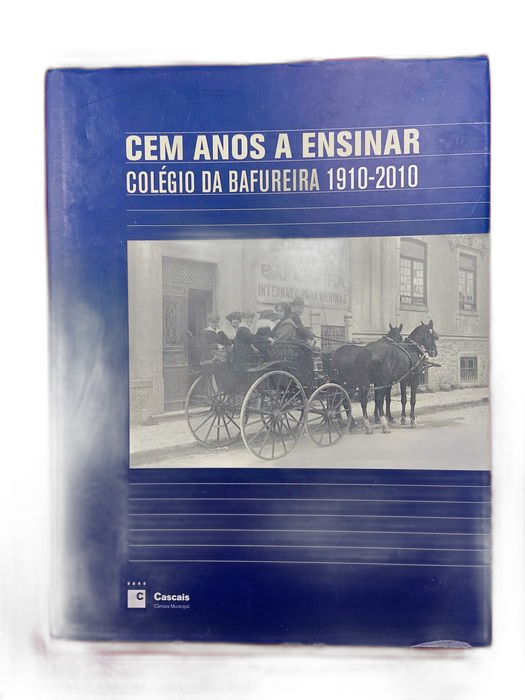 CEM ANOS A ENSINAR
COLÉGIO DA BAFUREIRA 1910-2010
BAFUREIRA
INTERNATO PARA MENINAS
C
Cascais
Câmara Municipal